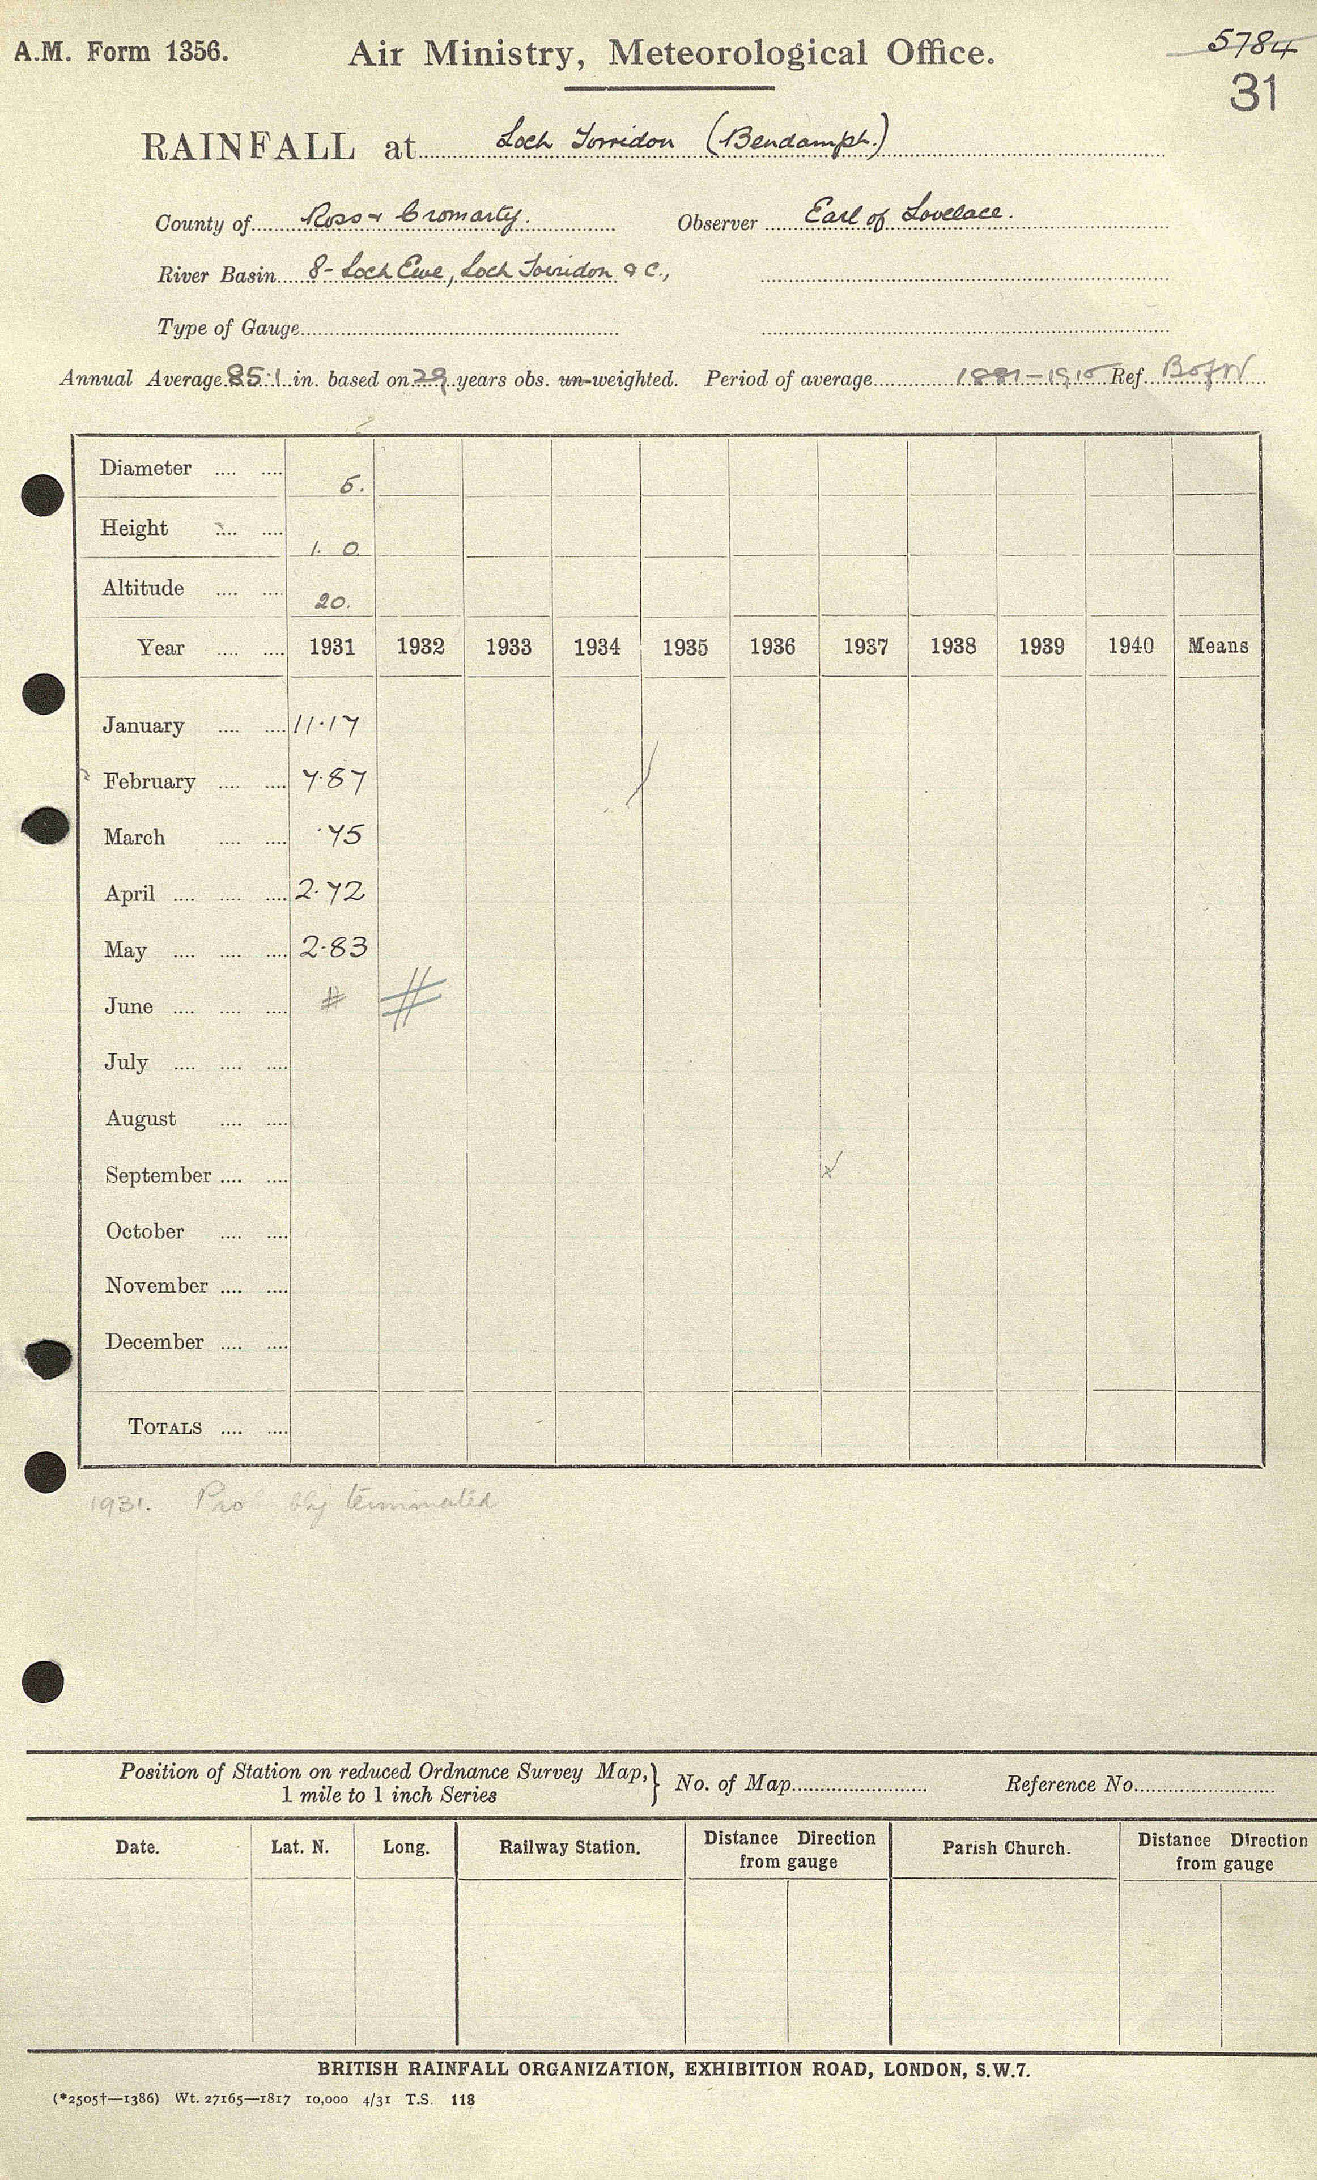 A.M. Form 1356.
Air Ministry, Meteorological Office.
5784
31
RAINFALL at Loch Torridon (Bendamph.)
County of Ross & Cromarty. Observer Earl of Lovelace.
River Basin 8 - Loch Ewe, Loch Torridon & C.,
Type of Gauge
Annual Average 85.1 in. based on 29 years obs. un-weighted. Period of average 1881-1915 Ref. B of W
Diameter .... .... 5.
Height .... .... 1. 0.
Altitude .... .... 20.
Year .... .... 1931 1932 1933 1934 1935 1936 1937 1938 1939 1940 Means
January .... .... 11.17
February .... .... 7.87
March .... .... .75
April .... .... .... 2.72
May .... .... .... 2.83
June .... .... .... # #
July .... .... ....
August .... ....
September .... ....
October .... ....
November .... ....
December .... ....
TOTALS .... ....
1931. Probably terminated
Position of Station on reduced Ordnance Survey Map, } No. of Map Reference No.
1 mile to 1 inch Series
Date. Lat. N. Long. Railway Station. Distance Direction from gauge Parish Church. Distance Direction from gauge
BRITISH RAINFALL ORGANIZATION, EXHIBITION ROAD, LONDON, S.W.7.
(*2505†—1386) Wt. 27165—1817 10,000 4/31 T.S. 118